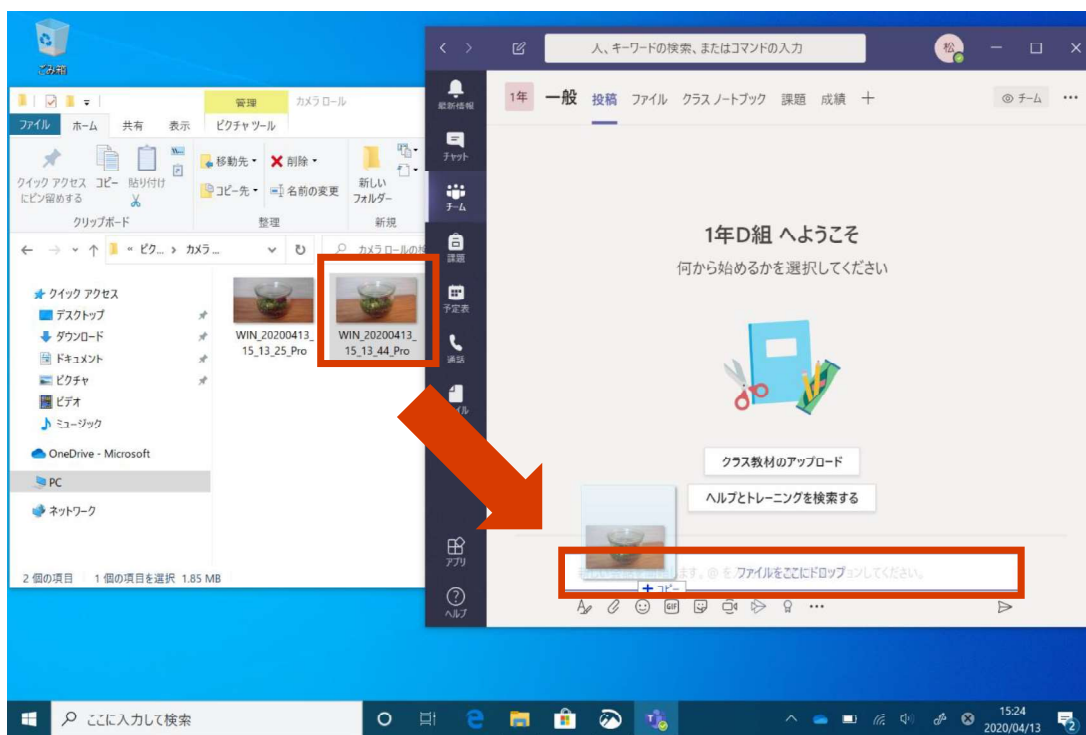 ごみ箱
管理
カメラ ロール
ファイル
ホーム
共有
表示
ピクチャ ツール
クイック アクセス
にピン留めする
コピー
貼り付け
移動先
削除
コピー先
名前の変更
新しい
フォルダー
クリップボード
整理
新規
« ピク... › カメラ...
カメラ ロールの検
クイック アクセス
デスクトップ
ダウンロード
ドキュメント
ピクチャ
ビデオ
ミュージック
OneDrive - Microsoft
PC
ネットワーク
WIN_20200413_
15_13_25_Pro
WIN_20200413_
15_13_44_Pro
2 個の項目
1 個の項目を選択 1.85 MB
人、キーワードの検索、またはコマンドの入力
松
最新情報
チャット
チーム
課題
予定表
通話
アプリ
ヘルプ
1年
一般
投稿
ファイル
クラス ノートブック
課題
成績
チーム
1年D組 へようこそ
何から始めるかを選択してください
クラス教材のアップロード
ヘルプとトレーニングを検索する
ファイルをここにドロップ
コピー
GIF
ここに入力して検索
15:24
2020/04/13
2